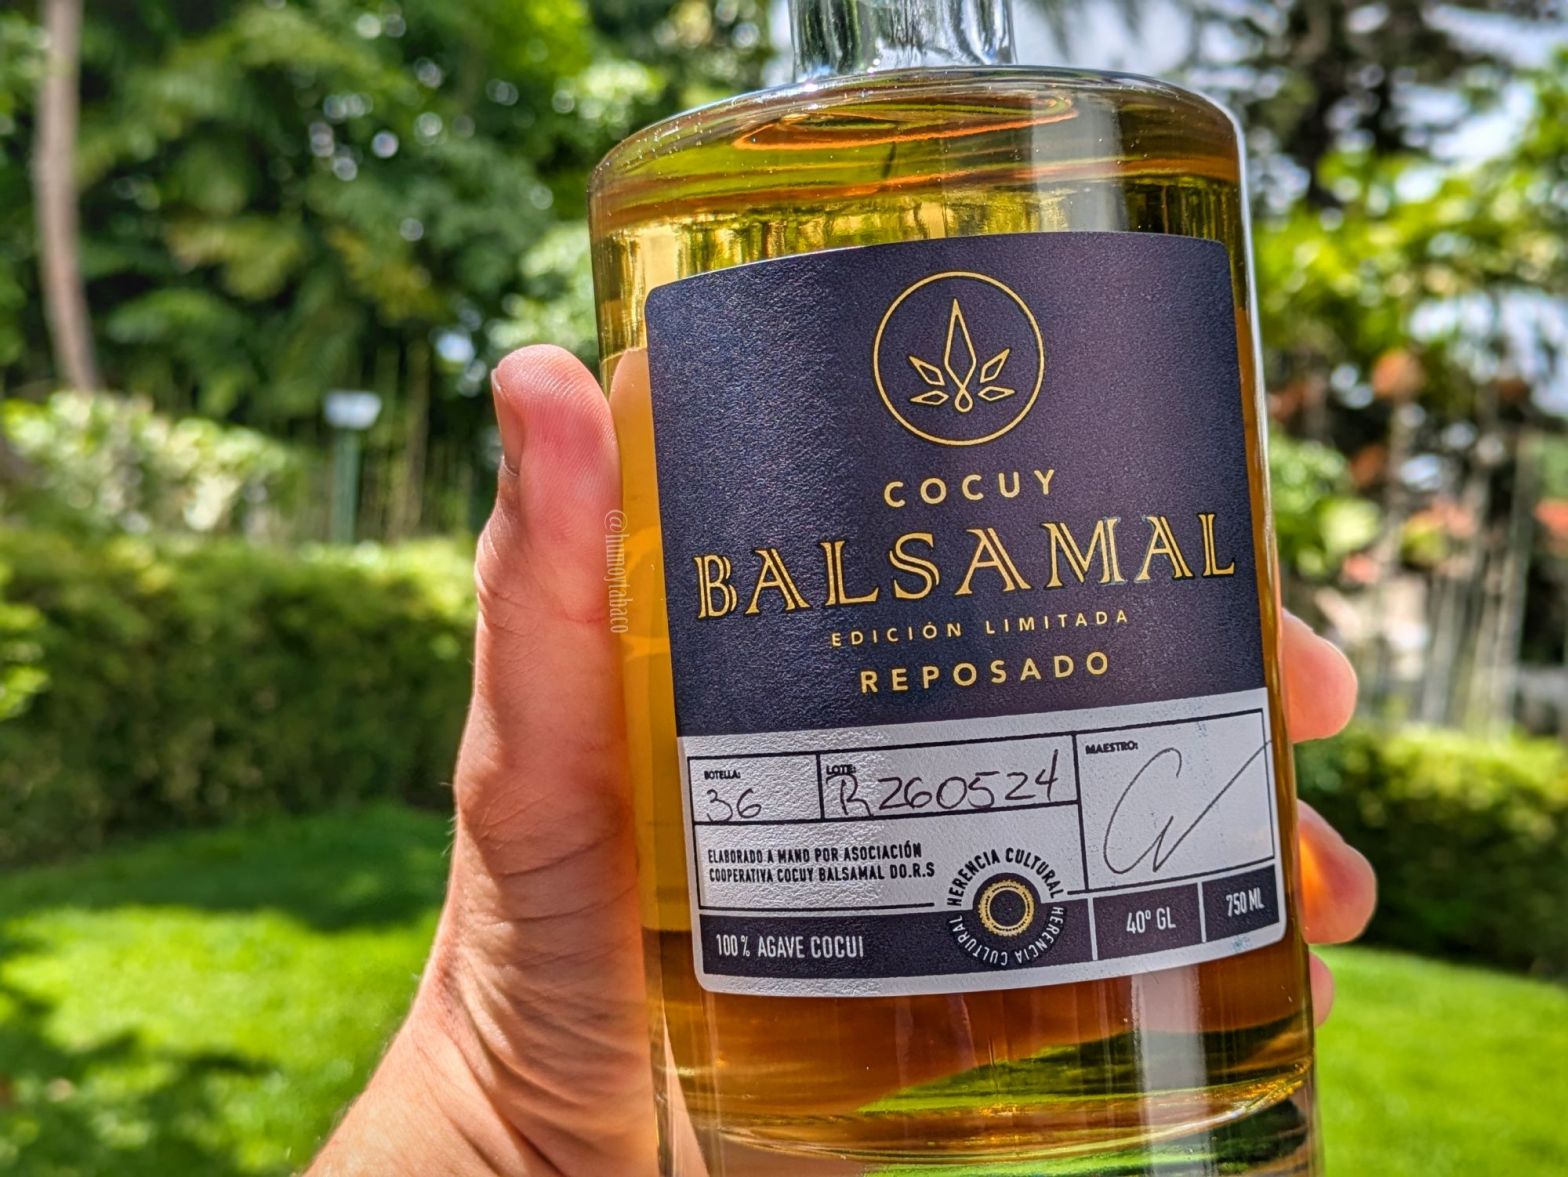 COCUY
BALSAMAL
EDICIÓN LIMITADA
REPOSADO
BOTELLA:
36
LOTE:
R260524
MAESTRO:
ELABORADO A MANO POR ASOCIACIÓN
COOPERATIVA COCUY BALSAMAL DO.R.S
HERENCIA CULTURAL
HERENCIA CULTURAL
100% AGAVE COCUI
40° GL
750 ML